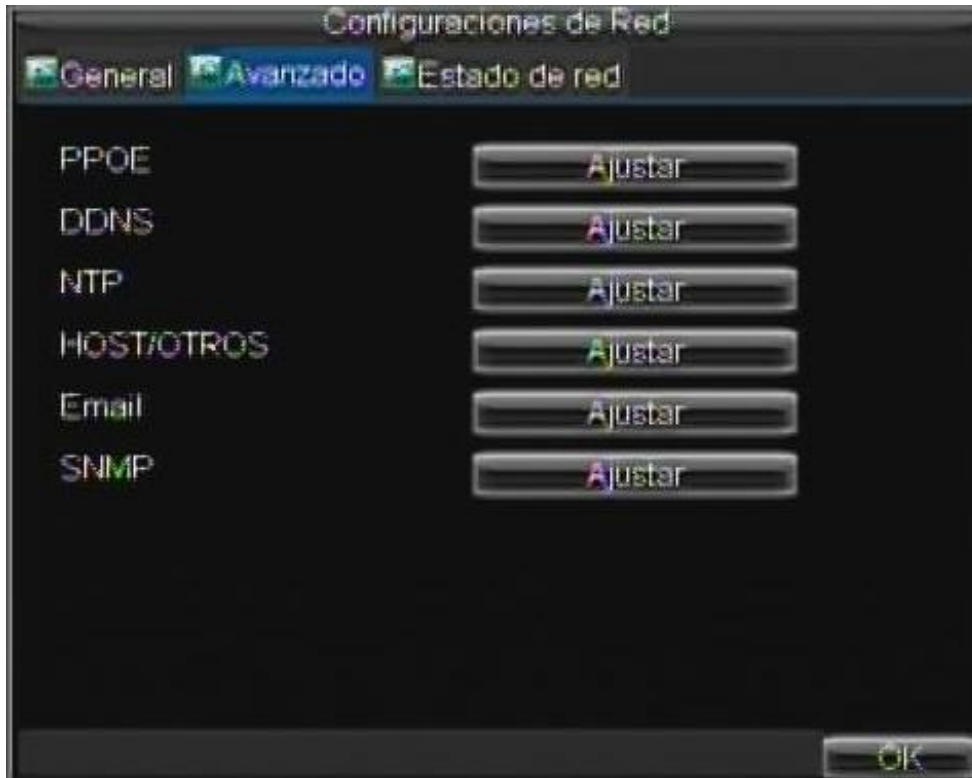 Configuraciones de Red
General Avanzado Estado de red
PPOE Ajustar
DDNS Ajustar
NTP Ajustar
HOST/OTROS Ajustar
Email Ajustar
SNMP Ajustar
OK